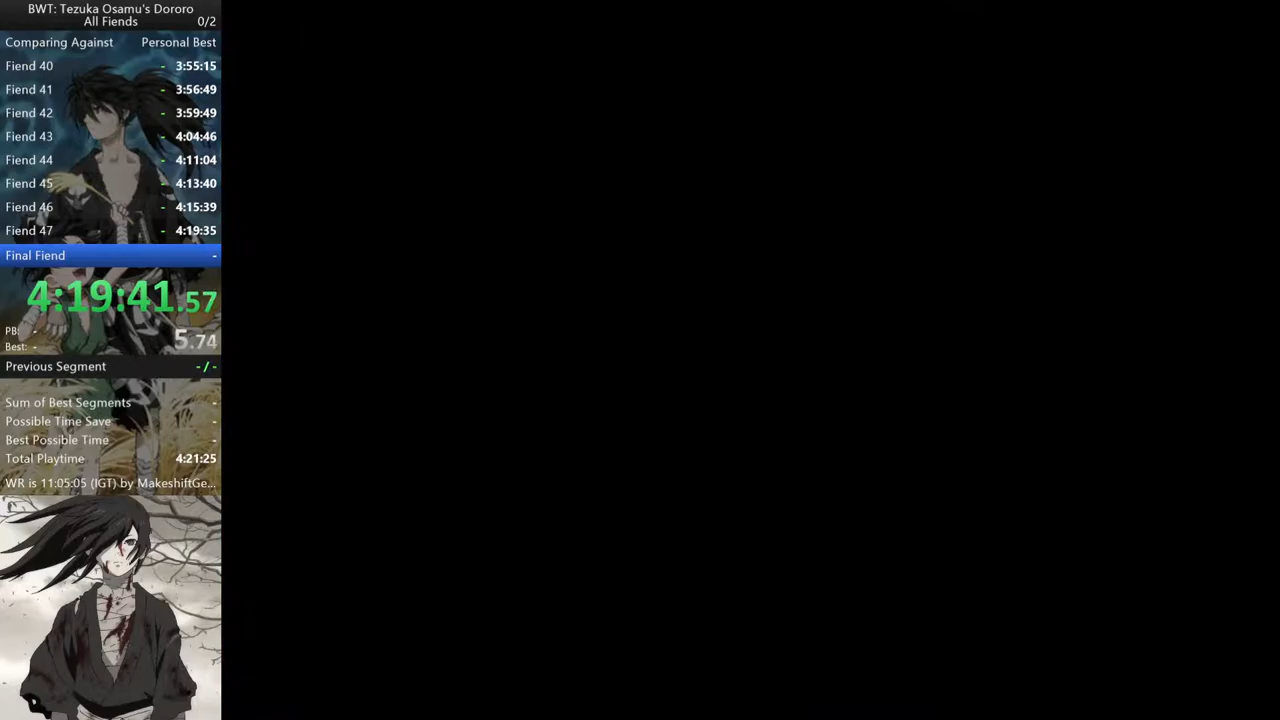 BWT: Tezuka Osamu's Dororo
All Fiends 0/2
Comparing Against Personal Best
Fiend 40 - 3:55:15
Fiend 41 - 3:56:49
Fiend 42 - 3:59:49
Fiend 43 - 4:04:46
Fiend 44 - 4:11:04
Fiend 45 - 4:13:40
Fiend 46 - 4:15:39
Fiend 47 - 4:19:35
Final Fiend -
4:19:41.57
PB: - 5.74
Best: -
Previous Segment - / -
Sum of Best Segments -
Possible Time Save -
Best Possible Time -
Total Playtime 4:21:25
WR is 11:05:05 (IGT) by MakeshiftGe...